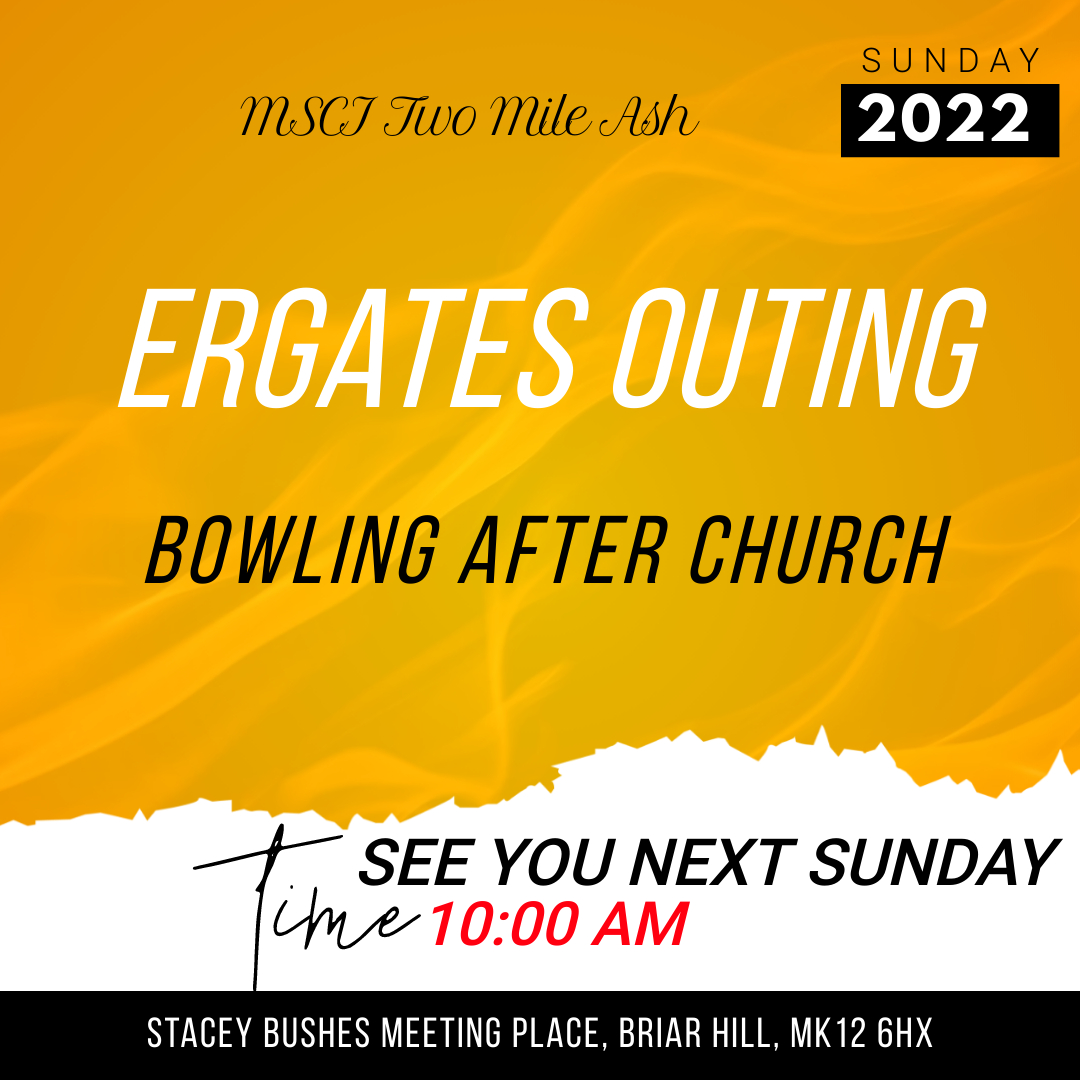 SUNDAY
2022
MSCI Two Mile Ash
ERGATES OUTING
BOWLING AFTER CHURCH
SEE YOU NEXT SUNDAY
Time 10:00 AM
STACEY BUSHES MEETING PLACE, BRIAR HILL, MK12 6HX